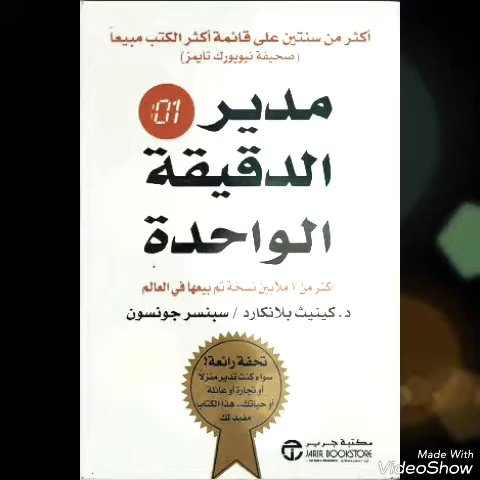 أكثر من سنتين على قائمة أكثر الكتب مبيعاً
(صحيفة نيويورك تايمز)
مدير :01
الدقيقة
الواحدة
أكثر من ٧ ملايين نسخة تم بيعها في العالم
د. كينيث بلانكارد / سبنسر جونسون
تحفة رائعة!
سواء كنت تدير منزلاً
أو تجارة أو عائلة
أو حياتك.. هذا الكتاب
مفيد لك
مكتبة جرير
JARIR BOOKSTORE
Made With
VideoShow